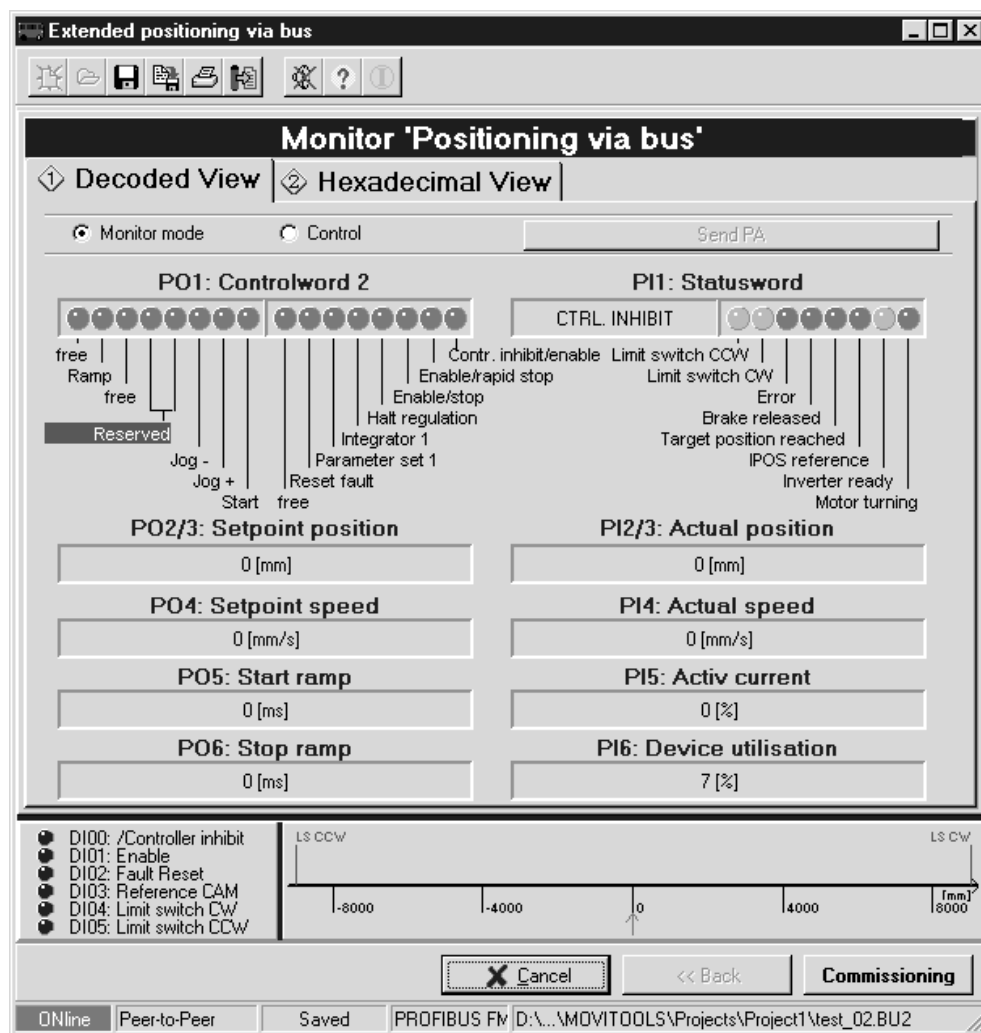 Extended positioning via bus
Monitor 'Positioning via bus'
1 Decoded View
2 Hexadecimal View
Monitor mode
Control
Send PA
PO1: Controlword 2
PI1: Statusword
CTRL. INHIBIT
free
Ramp
free
Reserved
Jog -
Jog +
Start
free
Reset fault
Parameter set 1
Integrator 1
Halt regulation
Enable/stop
Enable/rapid stop
Contr. inhibit/enable
Limit switch CCW
Limit switch CW
Error
Brake released
Target position reached
IPOS reference
Inverter ready
Motor turning
PO2/3: Setpoint position
0 [mm]
PI2/3: Actual position
0 [mm]
PO4: Setpoint speed
0 [mm/s]
PI4: Actual speed
0 [mm/s]
PO5: Start ramp
0 [ms]
PI5: Activ current
0 [%]
PO6: Stop ramp
0 [ms]
PI6: Device utilisation
7 [%]
DI00: /Controller inhibit
DI01: Enable
DI02: Fault Reset
DI03: Reference CAM
DI04: Limit switch CW
DI05: Limit switch CCW
LS CCW
LS CW
[mm]
-8000 -4000 0 4000 8000
Cancel
<< Back
Commissioning
ONline
Peer-to-Peer
Saved
PROFIBUS FM
D:\...\MOVITOOLS\Projects\Project1\test_02.BU2